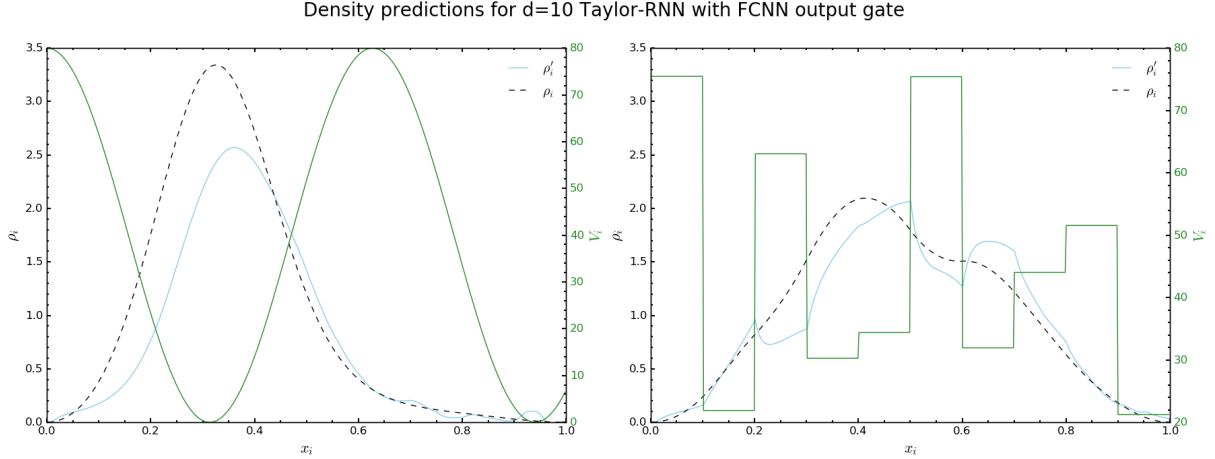 Density predictions for d=10 Taylor-RNN with FCNN output gate
3.5
3.0
2.5
2.0
1.5
1.0
0.5
0.0
ρᵢ
80
70
60
50
40
30
20
10
0
Vᵢ
ρ′ᵢ
ρᵢ
0.0 0.2 0.4 0.6 0.8 1.0
xᵢ
3.5
3.0
2.5
2.0
1.5
1.0
0.5
0.0
ρᵢ
80
70
60
50
40
30
20
Vᵢ
ρ′ᵢ
ρᵢ
0.0 0.2 0.4 0.6 0.8 1.0
xᵢ